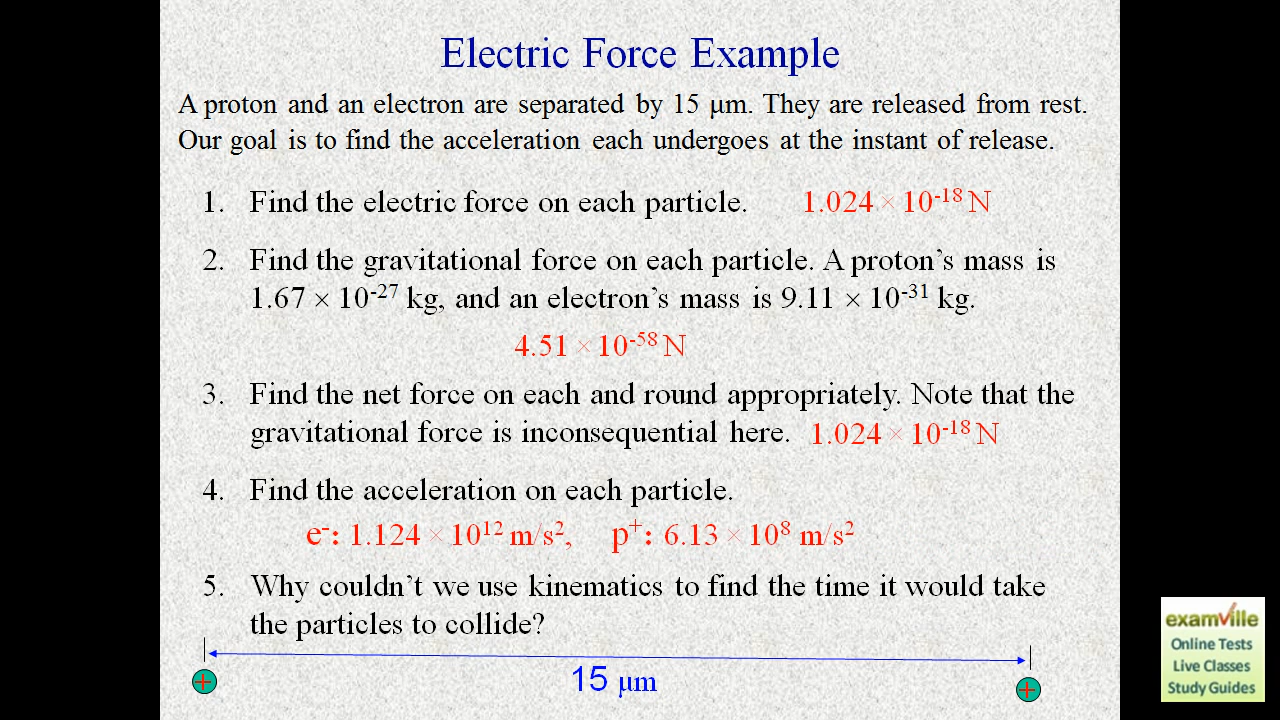 Electric Force Example
A proton and an electron are separated by 15 μm. They are released from rest.
Our goal is to find the acceleration each undergoes at the instant of release.
1. Find the electric force on each particle. 1.024 × 10⁻¹⁸ N
2. Find the gravitational force on each particle. A proton’s mass is
1.67 × 10⁻²⁷ kg, and an electron’s mass is 9.11 × 10⁻³¹ kg.
4.51 × 10⁻⁵⁸ N
3. Find the net force on each and round appropriately. Note that the
gravitational force is inconsequential here. 1.024 × 10⁻¹⁸ N
4. Find the acceleration on each particle.
e⁻: 1.124 × 10¹² m/s², p⁺: 6.13 × 10⁸ m/s²
5. Why couldn’t we use kinematics to find the time it would take
the particles to collide?
15 μm
+ +
examville
Online Tests
Live Classes
Study Guides